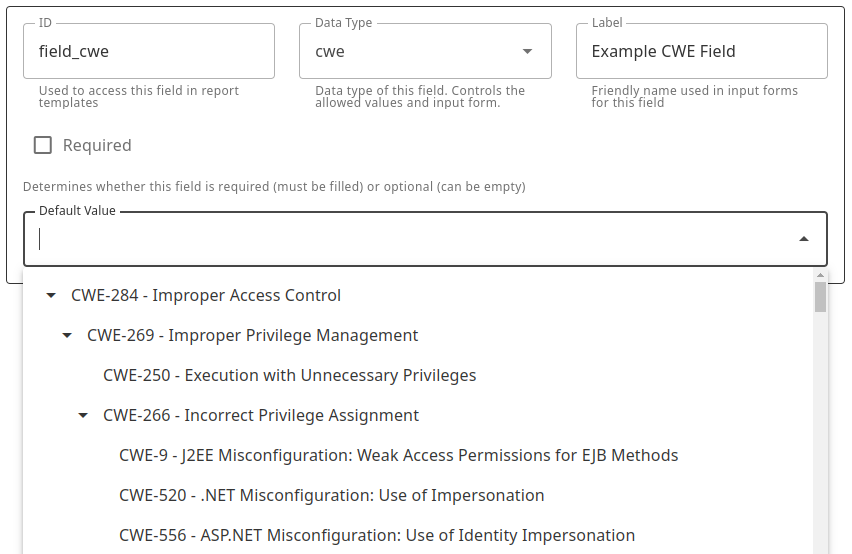 ID
Data Type
Label
field_cwe
cwe
Example CWE Field
Used to access this field in report
templates
Data type of this field. Controls the
allowed values and input form.
Friendly name used in input forms
for this field
Required
Determines whether this field is required (must be filled) or optional (can be empty)
Default Value
CWE-284 - Improper Access Control
CWE-269 - Improper Privilege Management
CWE-250 - Execution with Unnecessary Privileges
CWE-266 - Incorrect Privilege Assignment
CWE-9 - J2EE Misconfiguration: Weak Access Permissions for EJB Methods
CWE-520 - .NET Misconfiguration: Use of Impersonation
CWE-556 - ASP.NET Misconfiguration: Use of Identity Impersonation